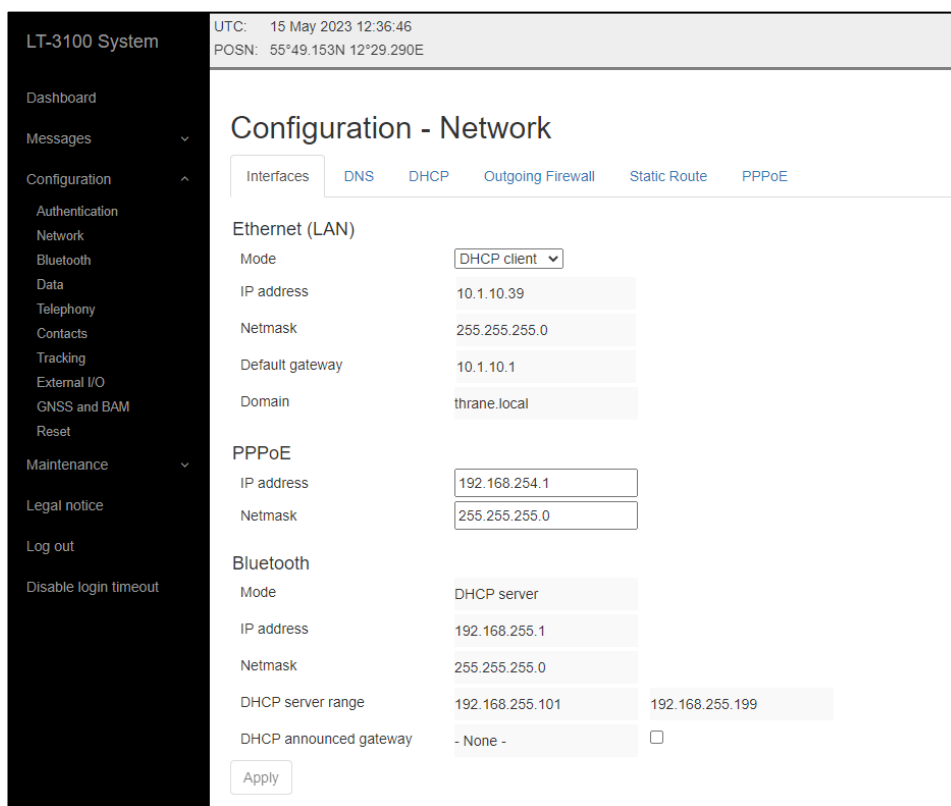 LT-3100 System
UTC: 15 May 2023 12:36:46
POSN: 55°49.153N 12°29.290E
Dashboard
Messages
Configuration
Authentication
Network
Bluetooth
Data
Telephony
Contacts
Tracking
External I/O
GNSS and BAM
Reset
Maintenance
Legal notice
Log out
Disable login timeout
Configuration - Network
Interfaces DNS DHCP Outgoing Firewall Static Route PPPoE
Ethernet (LAN)
Mode DHCP client
IP address 10.1.10.39
Netmask 255.255.255.0
Default gateway 10.1.10.1
Domain thrane.local
PPPoE
IP address 192.168.254.1
Netmask 255.255.255.0
Bluetooth
Mode DHCP server
IP address 192.168.255.1
Netmask 255.255.255.0
DHCP server range 192.168.255.101 192.168.255.199
DHCP announced gateway - None -
Apply